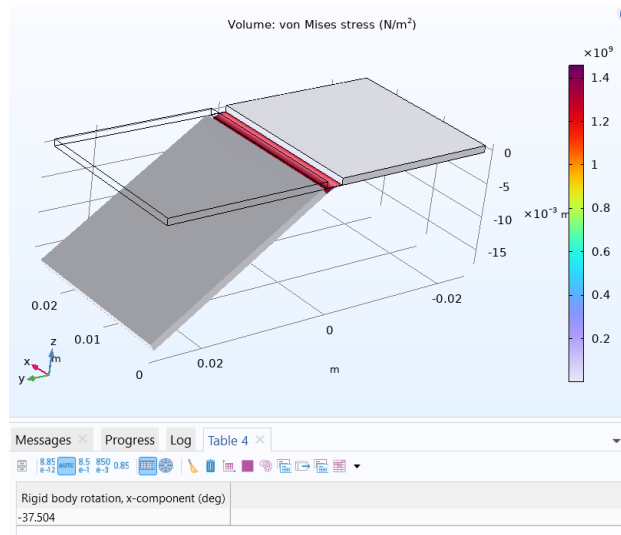 Volume: von Mises stress (N/m²)
×10⁹
1.4
1.2
1
0.8
0.6
0.4
0.2
0
-5
-10
-15
×10⁻³ m
-0.02
0
0.02
m
0.02
0.01
0
m
z
x
y
Messages × Progress Log Table 4 ×
8.85 e-12 AUTO 8.5 e-1 850 e-3 0.85
Rigid body rotation, x-component (deg)
-37.504